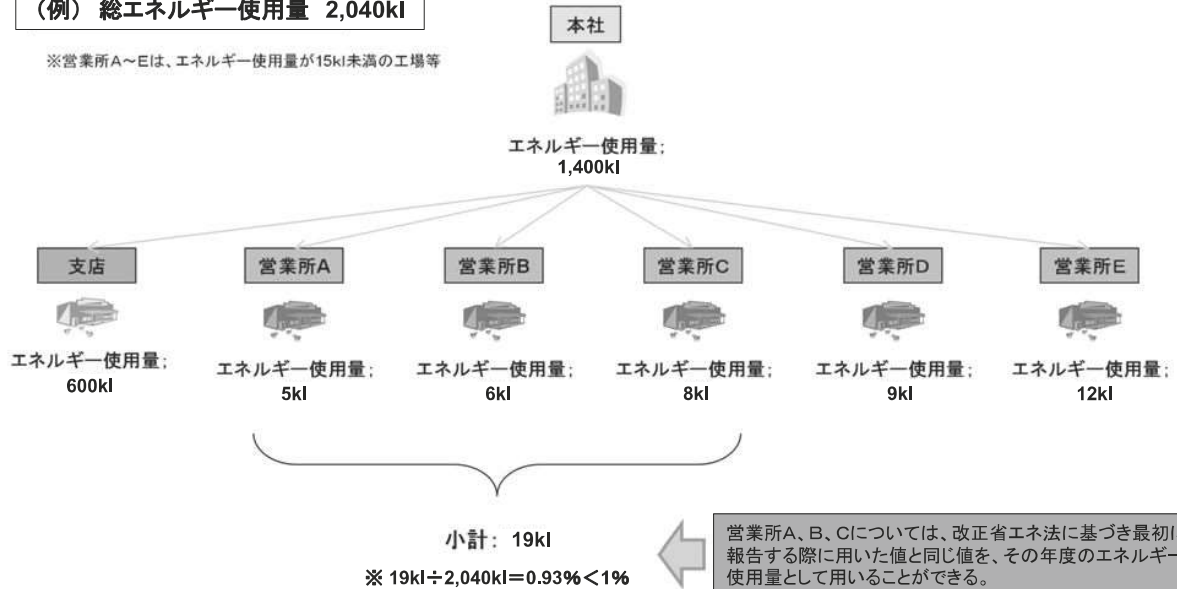 （例） 総エネルギー使用量 2,040kl
※営業所A～Eは、エネルギー使用量が15kl未満の工場等
本社
エネルギー使用量；
1,400kl
支店
営業所A
営業所B
営業所C
営業所D
営業所E
エネルギー使用量；
600kl
エネルギー使用量；
5kl
エネルギー使用量；
6kl
エネルギー使用量；
8kl
エネルギー使用量；
9kl
エネルギー使用量；
12kl
小計： 19kl
※ 19kl÷2,040kl＝0.93%＜1%
営業所A、B、Cについては、改正省エネ法に基づき最初に
報告する際に用いた値と同じ値を、その年度のエネルギー
使用量として用いることができる。